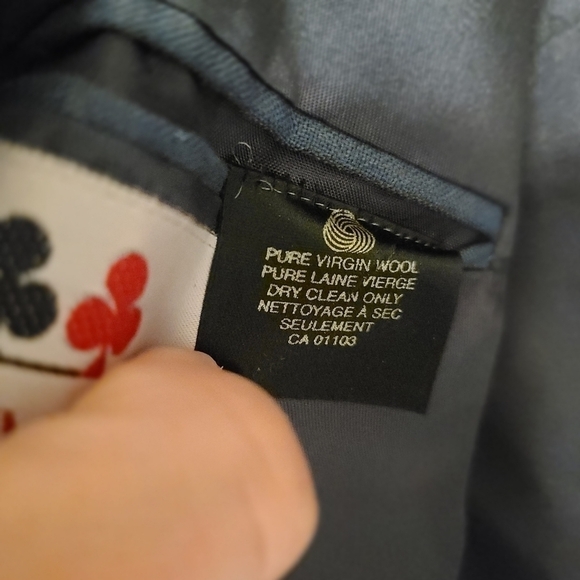 PURE VIRGIN WOOL
PURE LAINE VIERGE
DRY CLEAN ONLY
NETTOYAGE À SEC
SEULEMENT
CA 01103